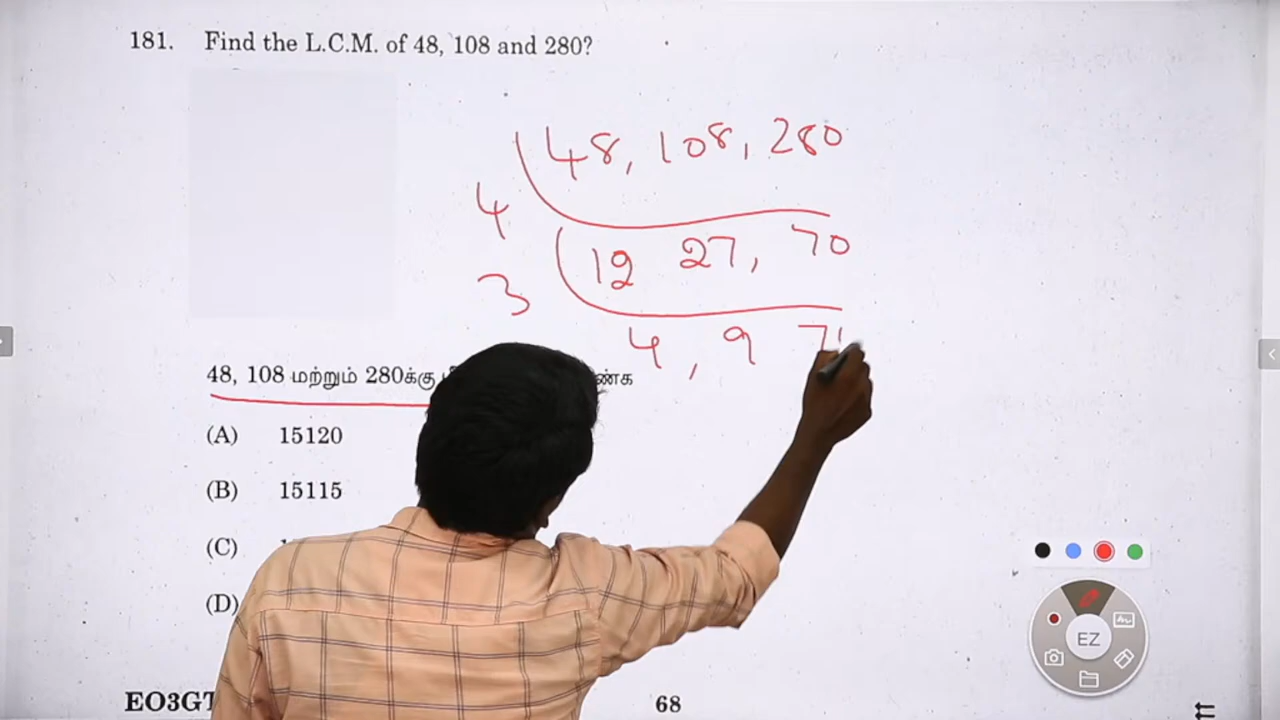 181. Find the L.C.M. of 48, 108 and 280?
48, 108, 280
4
12 27, 70
3
4, 9 7
48, 108 மற்றும் 280க்கு
(A) 15120
(B) 15115
(C)
(D)
EO3GT
68
EZ